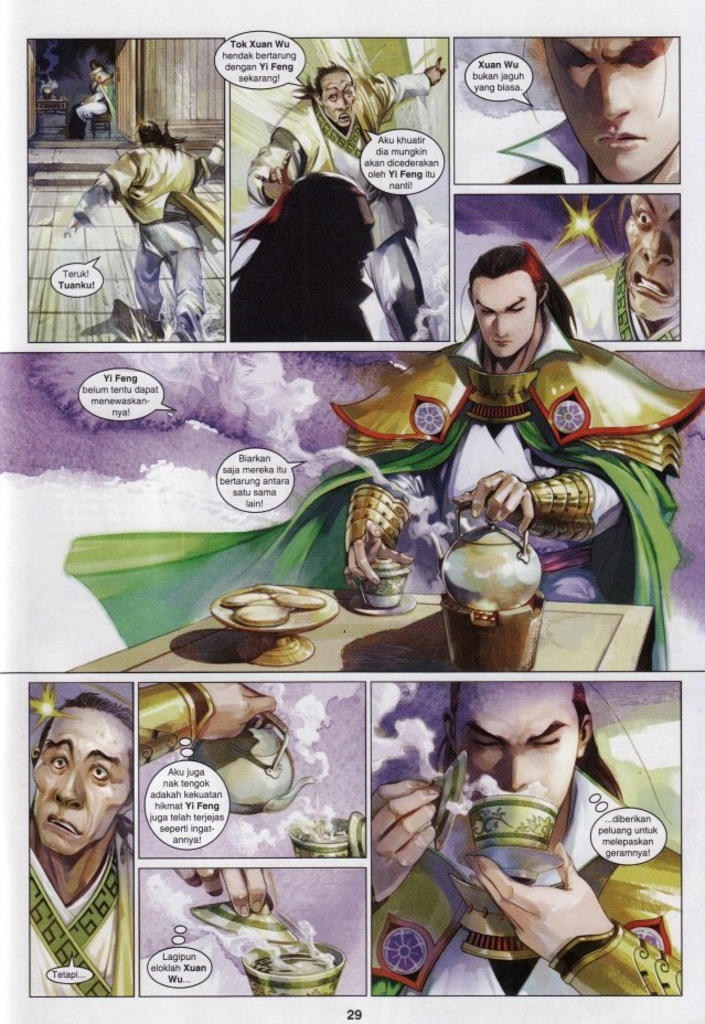 Teruk!
Tuanku!
Tok Xuan Wu
hendak bertarung
dengan Yi Feng
sekarang!
Aku khuatir
dia mungkin
akan dicederakan
oleh Yi Feng itu
nanti!
Xuan Wu
bukan jaguh
yang biasa.
Yi Feng
belum tentu dapat
menewaskan-
nya!
Biarkan
saja mereka itu
bertarung antara
satu sama
lain!
Tetapi...
Aku juga
nak tengok
adakah kekuatan
hikmat Yi Feng
juga telah terjejas
seperti ingat-
annya!
Lagipun
eloklah Xuan
Wu...
...diberikan
peluang untuk
melepaskan
geramnya!
29